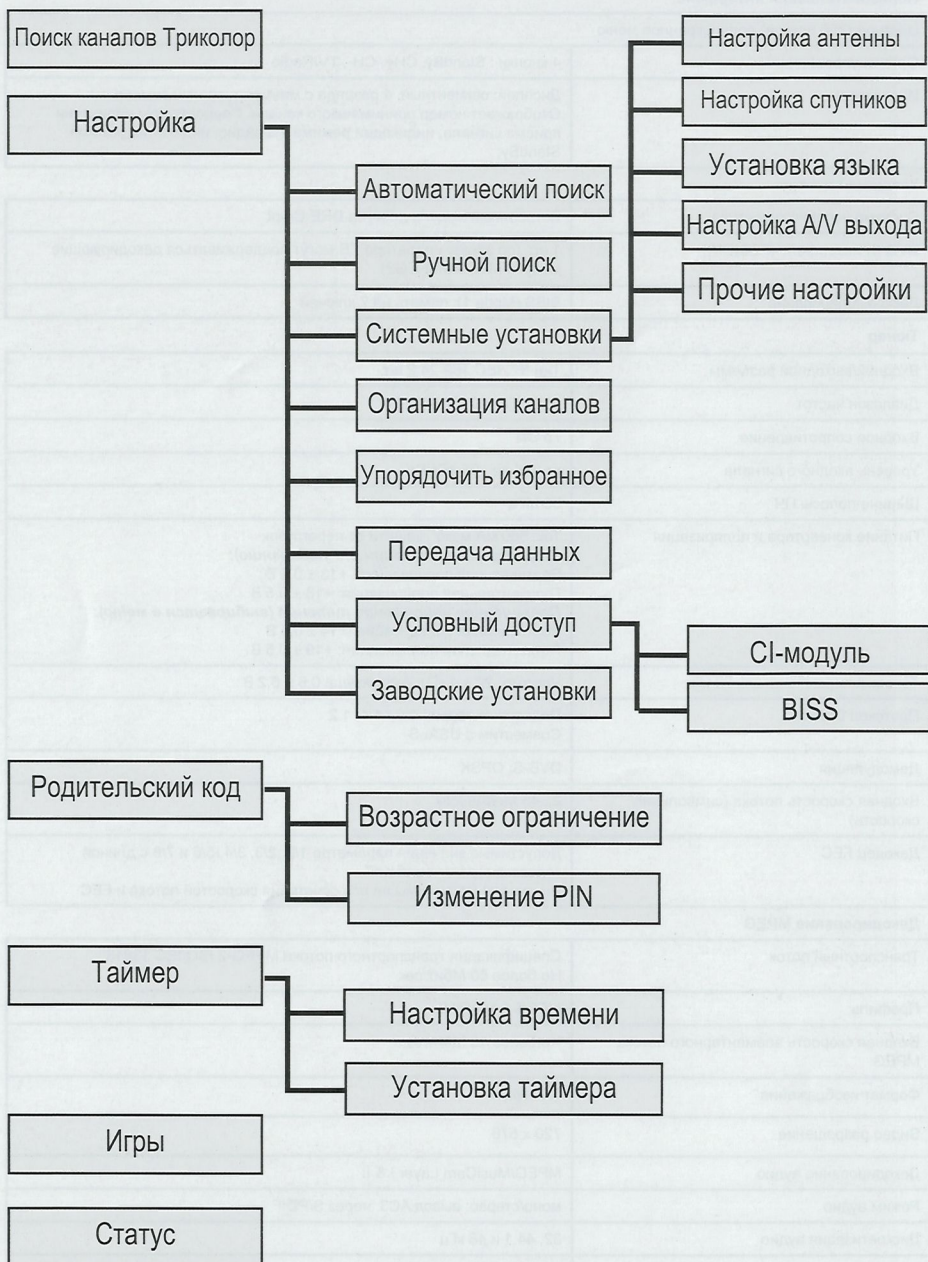 Поиск каналов Триколор
Настройка
Автоматический поиск
Ручной поиск
Системные установки
Настройка антенны
Настройка спутников
Установка языка
Настройка A/V выхода
Прочие настройки
Организация каналов
Упорядочить избранное
Передача данных
Условный доступ
CI-модуль
BISS
Заводские установки
Родительский код
Возрастное ограничение
Изменение PIN
Таймер
Настройка времени
Установка таймера
Игры
Статус